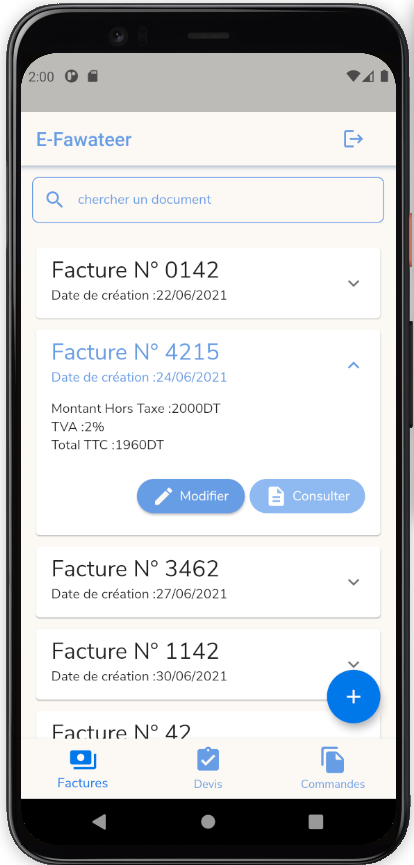 2:00
E-Fawateer
chercher un document
Facture N° 0142
Date de création :22/06/2021
Facture N° 4215
Date de création :24/06/2021
Montant Hors Taxe :2000DT
TVA :2%
Total TTC :1960DT
Modifier
Consulter
Facture N° 3462
Date de création :27/06/2021
Facture N° 1142
Date de création :30/06/2021
Facture N° 42
Factures
Devis
Commandes